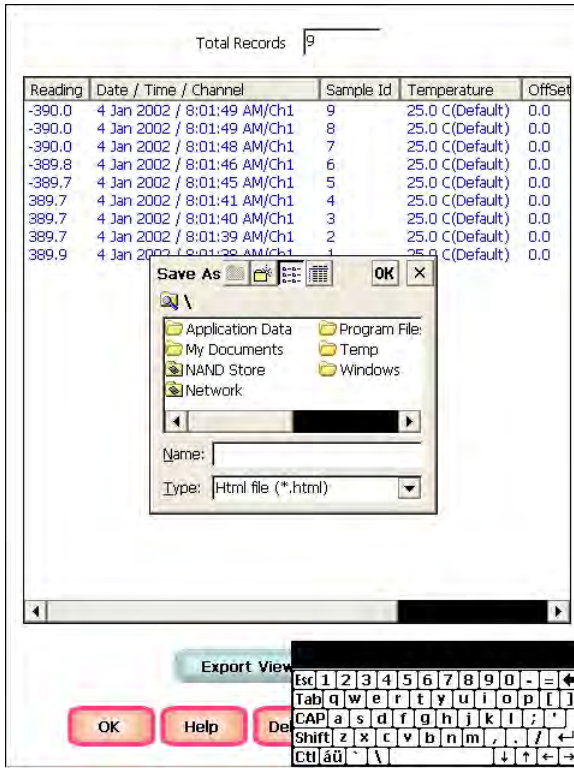 Total Records 9
Reading Date / Time / Channel Sample Id Temperature OffSet
-390.0 4 Jan 2002 / 8:01:49 AM/Ch1 9 25.0 C(Default) 0.0
-390.0 4 Jan 2002 / 8:01:49 AM/Ch1 8 25.0 C(Default) 0.0
-390.0 4 Jan 2002 / 8:01:48 AM/Ch1 7 25.0 C(Default) 0.0
-389.8 4 Jan 2002 / 8:01:46 AM/Ch1 6 25.0 C(Default) 0.0
-389.7 4 Jan 2002 / 8:01:45 AM/Ch1 5 25.0 C(Default) 0.0
389.7 4 Jan 2002 / 8:01:41 AM/Ch1 4 25.0 C(Default) 0.0
389.7 4 Jan 2002 / 8:01:40 AM/Ch1 3 25.0 C(Default) 0.0
389.7 4 Jan 2002 / 8:01:39 AM/Ch1 2 25.0 C(Default) 0.0
389.9 4 Jan 2002 / 8:01:38 AM/Ch1 1 25.0 C(Default) 0.0
Save As OK ×
\
Application Data Program File
My Documents Temp
NAND Store Windows
Network
Name:
Type: Html file (*.html)
Export View
Esc 1 2 3 4 5 6 7 8 9 0 - =
Tab q w e r t y u i o p [ ]
CAP a s d f g h j k l ; '
Shift z x c v b n m , . /
Ctl áü ` \
OK Help Del